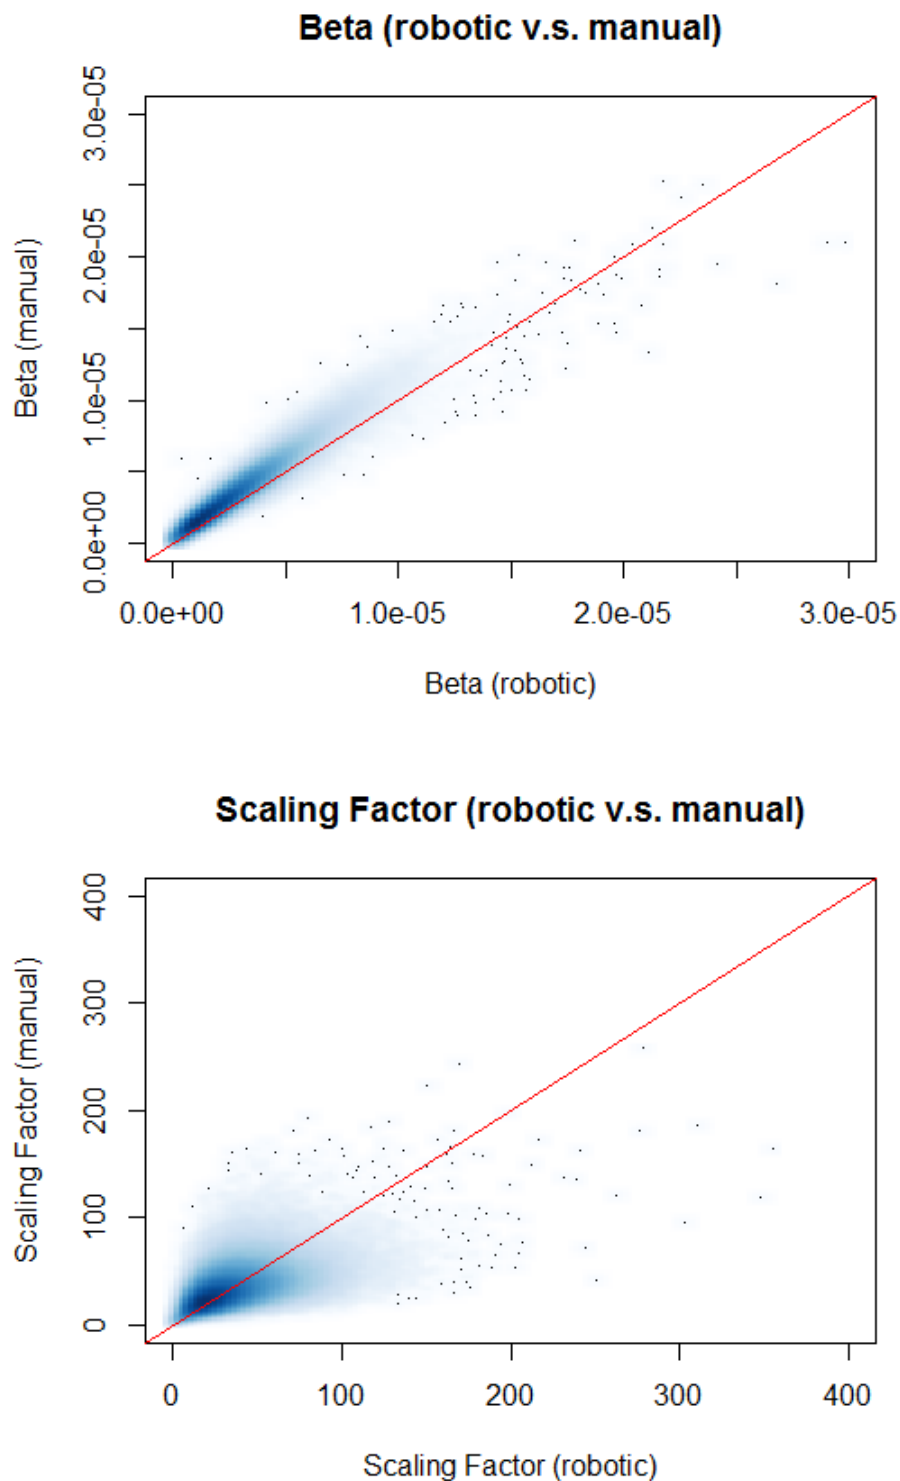 Beta (robotic v.s. manual)
3.0e-05
2.0e-05
1.0e-05
0.0e+00
Beta (manual)
0.0e+00 1.0e-05 2.0e-05 3.0e-05
Beta (robotic)
Scaling Factor (robotic v.s. manual)
400
300
200
100
0
Scaling Factor (manual)
0 100 200 300 400
Scaling Factor (robotic)